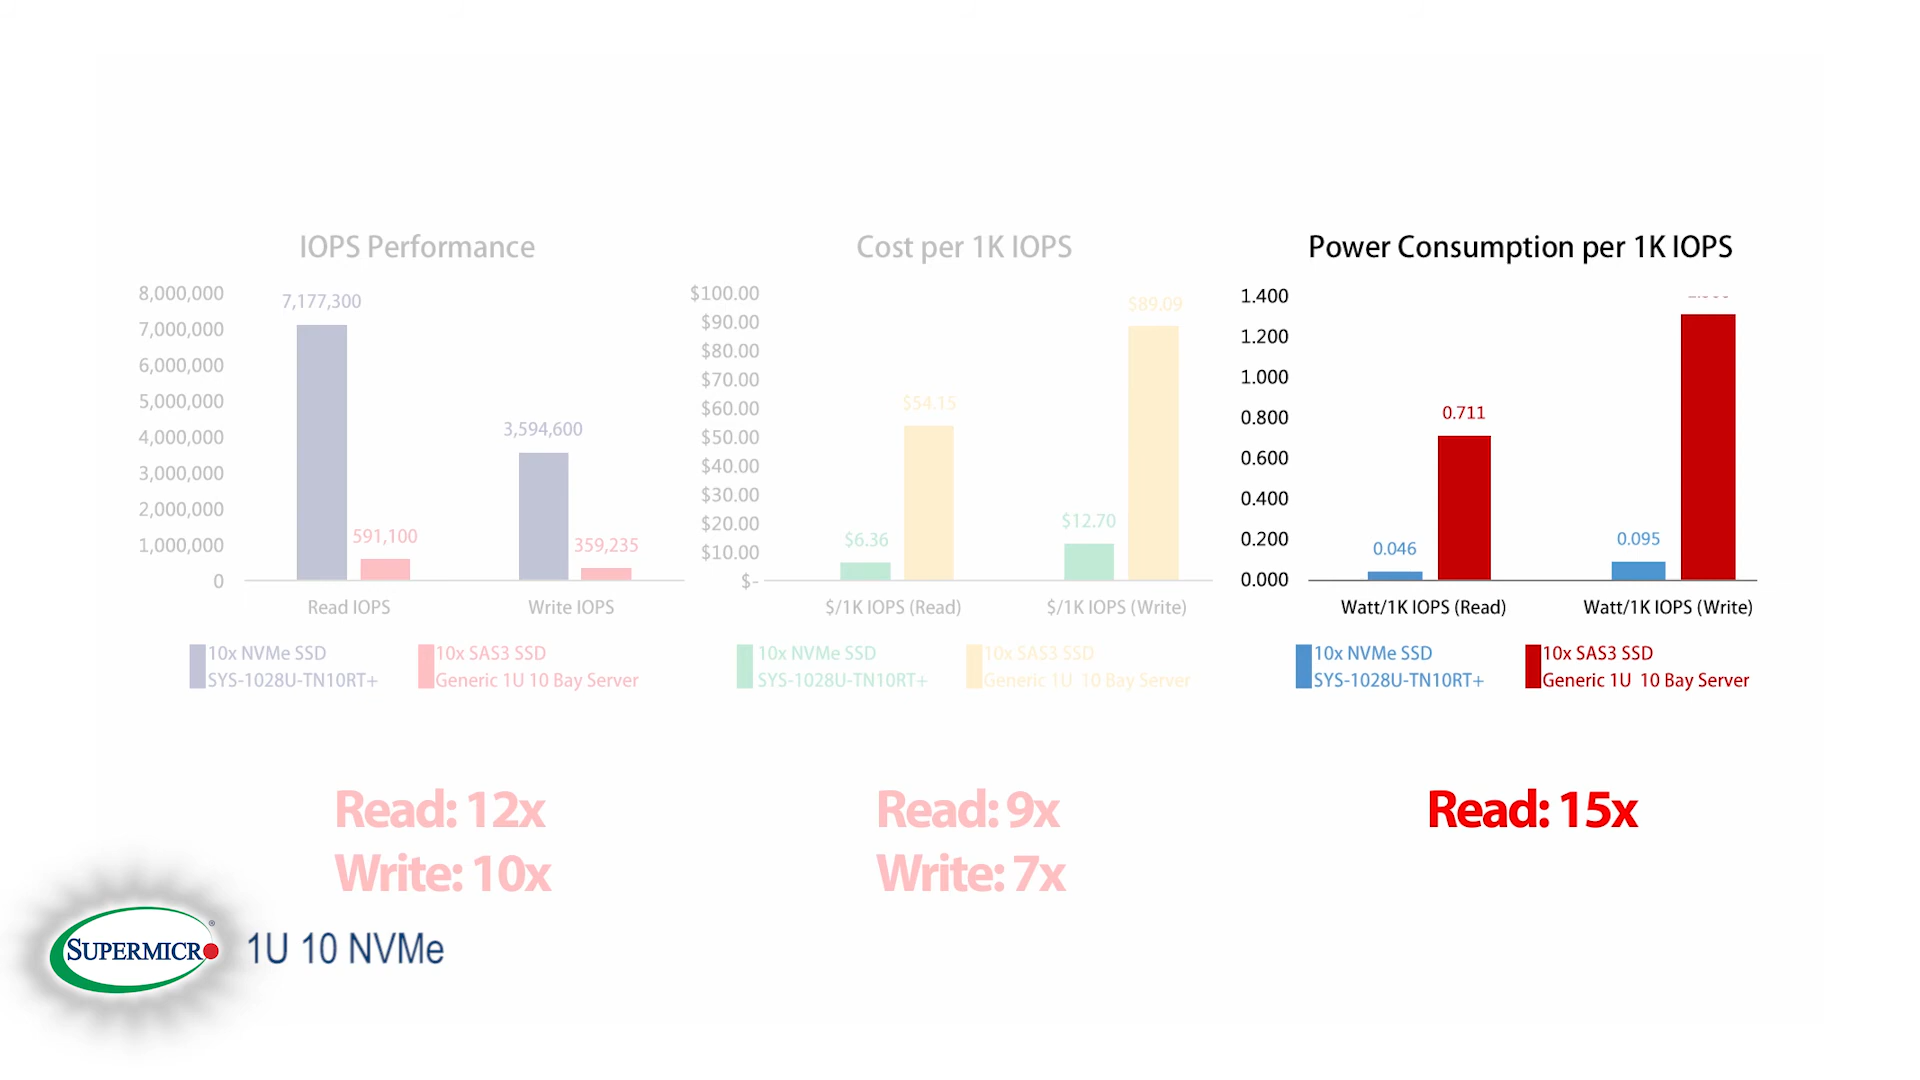 IOPS Performance
8,000,000
7,000,000
6,000,000
5,000,000
4,000,000
3,000,000
2,000,000
1,000,000
0
7,177,300
591,100
3,594,600
359,235
Read IOPS
Write IOPS
10x NVMe SSD
SYS-1028U-TN10RT+
10x SAS3 SSD
Generic 1U 10 Bay Server
Read: 12x
Write: 10x
Cost per 1K IOPS
$100.00
$90.00
$80.00
$70.00
$60.00
$50.00
$40.00
$30.00
$20.00
$10.00
$-
$6.36
$54.15
$12.70
$89.09
$/1K IOPS (Read)
$/1K IOPS (Write)
10x NVMe SSD
SYS-1028U-TN10RT+
10x SAS3 SSD
Generic 1U 10 Bay Server
Read: 9x
Write: 7x
Power Consumption per 1K IOPS
1.400
1.200
1.000
0.800
0.600
0.400
0.200
0.000
0.046
0.711
0.095
Watt/1K IOPS (Read)
Watt/1K IOPS (Write)
10x NVMe SSD
SYS-1028U-TN10RT+
10x SAS3 SSD
Generic 1U 10 Bay Server
Read: 15x
SUPERMICRO®
1U 10 NVMe